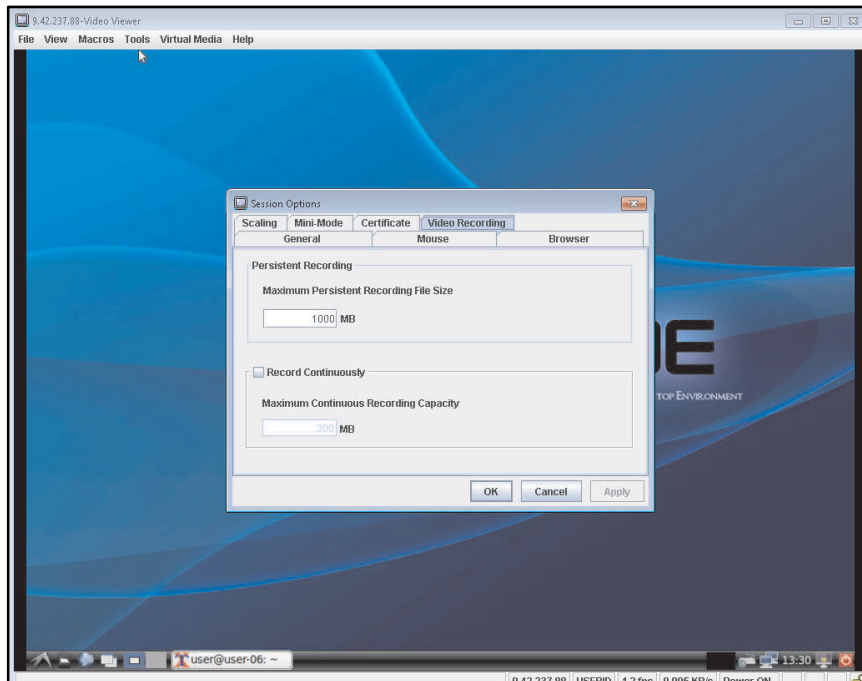 9.42.237.88-Video Viewer
File View Macros Tools Virtual Media Help
Session Options
Scaling Mini-Mode Certificate Video Recording
General Mouse Browser
Persistent Recording
Maximum Persistent Recording File Size
1000 MB
Record Continuously
Maximum Continuous Recording Capacity
300 MB
OK Cancel Apply
DE
TOP ENVIRONMENT
user@user-06: ~
13:30
9.42.237.88 USERID 1.2 fps KB/s Power ON